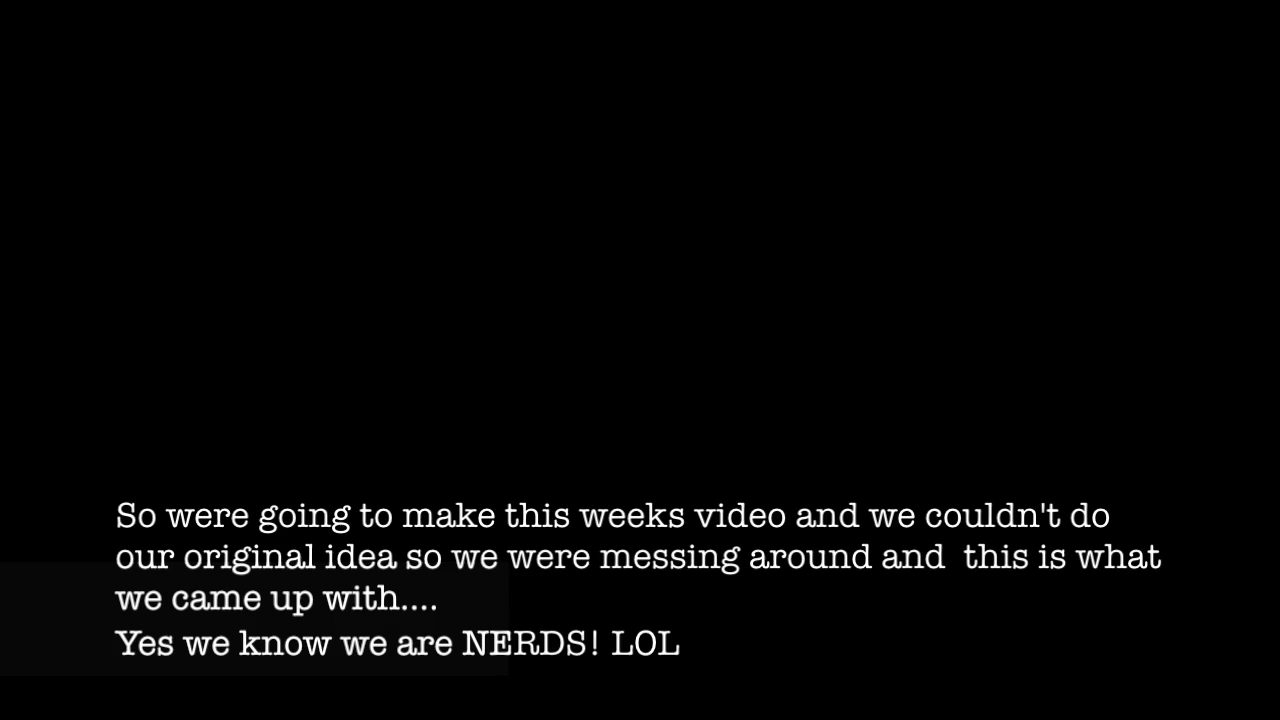 So were going to make this weeks video and we couldn't do
our original idea so we were messing around and  this is what
we came up with....
Yes we know we are NERDS! LOL